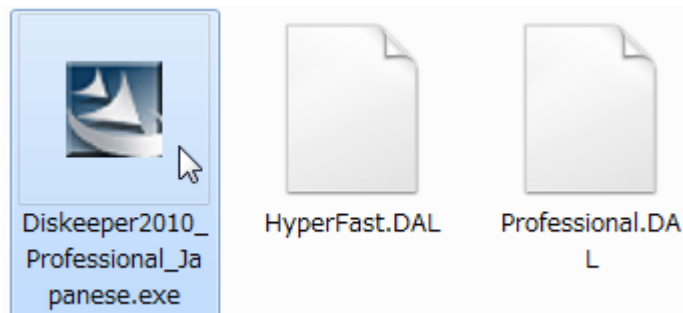 Diskeeper2010_
Professional_Ja
panese.exe
HyperFast.DAL
Professional.DA
L